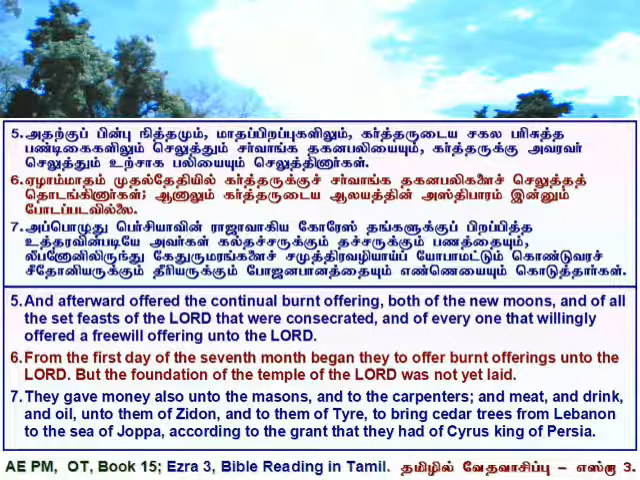 5. அதற்குப் பின்பு நித்தமும், மாதப்பிறப்புகளிலும், கர்த்தருடைய சகல பரிசுத்த
பண்டிகைகளிலும் செலுத்தும் சர்வாங்க தகனபலியையும், கர்த்தருக்கு அவரவர்
செலுத்தும் உற்சாக பலியையும் செலுத்தினார்கள்.
6. ஏழாம்மாதம் முதல்தேதியில் கர்த்தருக்குச் சர்வாங்க தகனபலிகளைச் செலுத்தத்
தொடங்கினார்கள்; ஆனாலும் கர்த்தருடைய ஆலயத்தின் அஸ்திபாரம் இன்னும்
போடப்படவில்லை.
7. அப்பொழுது பெர்சியாவின் ராஜாவாகிய கோரேஸ் தங்களுக்குப் பிறப்பித்த
உத்தரவின்படியே அவர்கள் கல்தச்சருக்கும் தச்சருக்கும் பணத்தையும்,
லீபனோனிலிருந்து கேதுருமரங்களைச் சமுத்திரவழியாய் யோபாமட்டும் கொண்டுவரச்
சீதோனியருக்கும் தீரியருக்கும் போஜனபானத்தையும் எண்ணெயையும் கொடுத்தார்கள்.
5. And afterward offered the continual burnt offering, both of the new moons, and of all
the set feasts of the LORD that were consecrated, and of every one that willingly
offered a freewill offering unto the LORD.
6. From the first day of the seventh month began they to offer burnt offerings unto the
LORD. But the foundation of the temple of the LORD was not yet laid.
7. They gave money also unto the masons, and to the carpenters; and meat, and drink,
and oil, unto them of Zidon, and to them of Tyre, to bring cedar trees from Lebanon
to the sea of Joppa, according to the grant that they had of Cyrus king of Persia.
AE PM, OT, Book 15; Ezra 3, Bible Reading in Tamil. தமிழில் வேதவாசிப்பு – எஸ்றா 3.